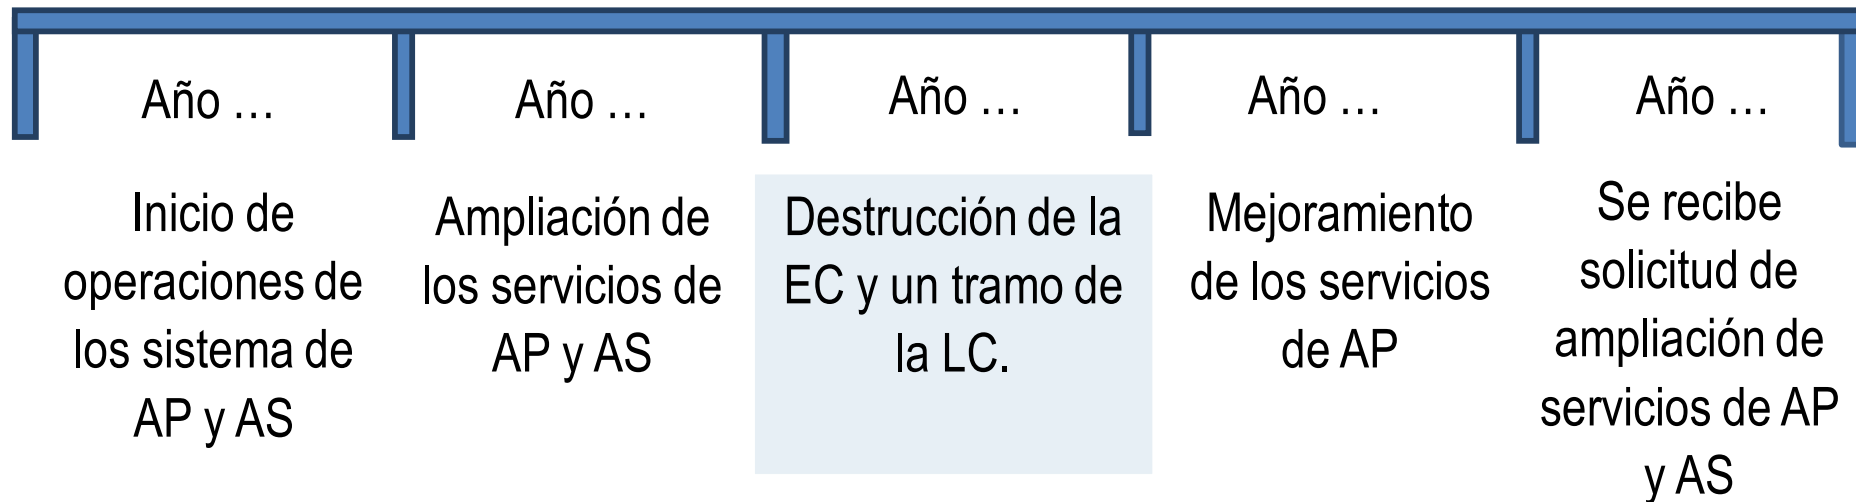 Año …
Inicio de
operaciones de
los sistema de
AP y AS
Año …
Ampliación de
los servicios de
AP y AS
Año …
Destrucción de la
EC y un tramo de
la LC.
Año …
Mejoramiento
de los servicios
de AP
Año …
Se recibe
solicitud de
ampliación de
servicios de AP
y AS